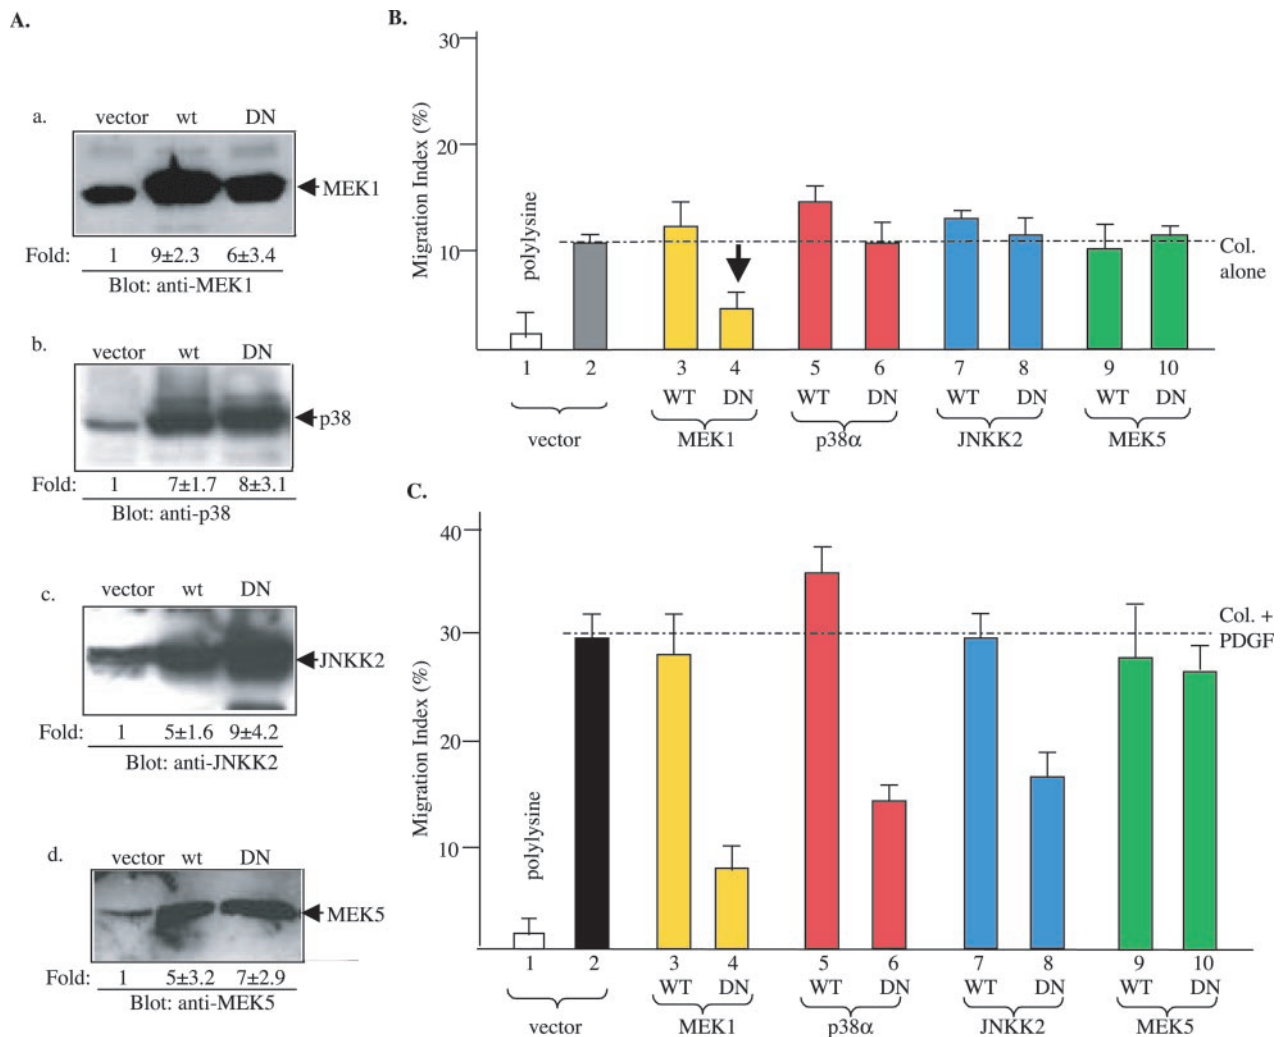 A.
a.
vector wt DN
MEK1
Fold: 1 9±2.3 6±3.4
Blot: anti-MEK1
b.
vector wt DN
p38
Fold: 1 7±1.7 8±3.1
Blot: anti-p38
c.
vector wt DN
JNKK2
Fold: 1 5±1.6 9±4.2
Blot: anti-JNKK2
d.
vector wt DN
MEK5
Fold: 1 5±3.2 7±2.9
Blot: anti-MEK5
B.
Migration Index (%)
30
20
10
polylysine
Col.
alone
1 2 3 4 5 6 7 8 9 10
WT DN WT DN WT DN WT DN
vector MEK1 p38α JNKK2 MEK5
C.
Migration Index (%)
40
30
20
10
polylysine
Col. +
PDGF
1 2 3 4 5 6 7 8 9 10
WT DN WT DN WT DN WT DN
vector MEK1 p38α JNKK2 MEK5